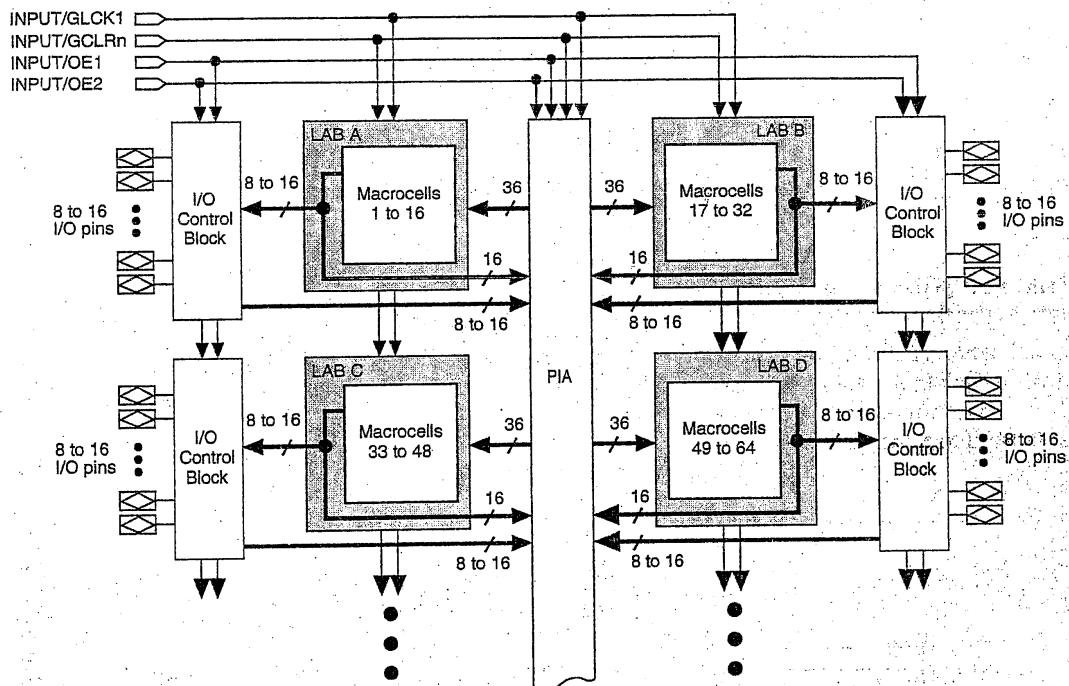 INPUT/GLCK1
INPUT/GCLRn
INPUT/OE1
INPUT/OE2
LAB A
LAB B
Macrocells
1 to 16
Macrocells
17 to 32
8 to 16
36
36
8 to 16
I/O
Control
Block
I/O
Control
Block
8 to 16
I/O pins
8 to 16
I/O pins
16
16
8 to 16
8 to 16
PIA
LAB C
LAB D
Macrocells
33 to 48
Macrocells
49 to 64
8 to 16
36
36
8 to 16
I/O
Control
Block
I/O
Control
Block
8 to 16
I/O pins
8 to 16
I/O pins
16
16
8 to 16
8 to 16